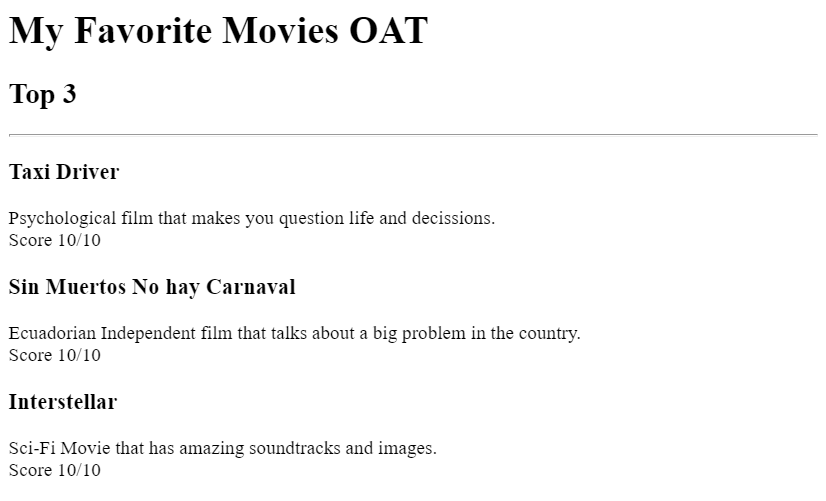 My Favorite Movies OAT
Top 3
Taxi Driver
Psychological film that makes you question life and decissions.
Score 10/10
Sin Muertos No hay Carnaval
Ecuadorian Independent film that talks about a big problem in the country.
Score 10/10
Interstellar
Sci-Fi Movie that has amazing soundtracks and images.
Score 10/10